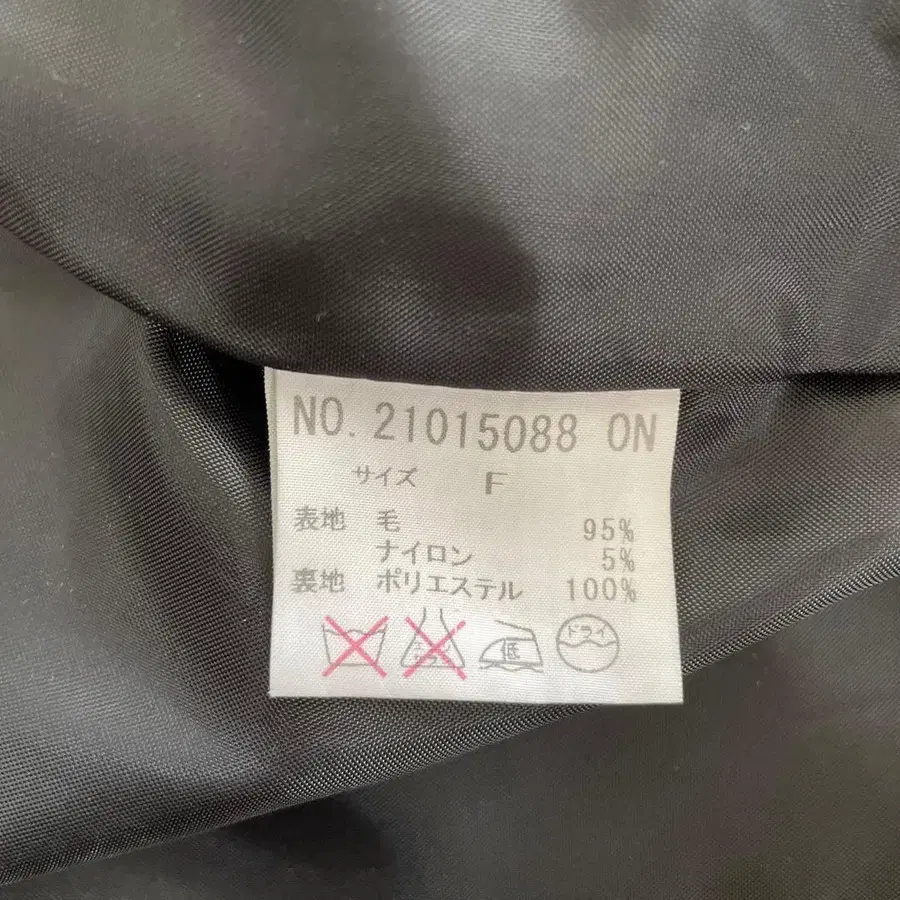 NO. 21015088 ON
サイズ F
表地 毛 95%
ナイロン 5%
裏地 ポリエステル 100%
低 ドライ